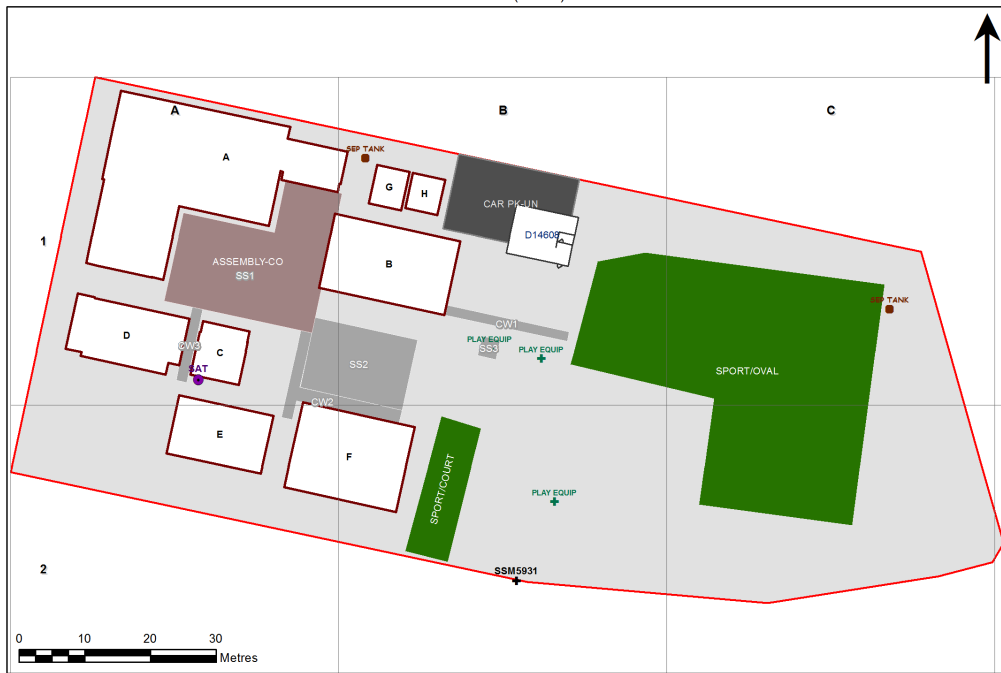 A
B
C
A
SEP TANK
G
H
CAR PK-UN
D14608
1
B
ASSEMBLY-CO
SS1
SEP TANK
CW1
D
CW3
C
PLAY EQUIP
SS3
PLAY EQUIP
SS2
SAT
SPORT/OVAL
CW2
E
F
SPORT/COURT
PLAY EQUIP
2
SSM5931
0 10 20 30
Metres